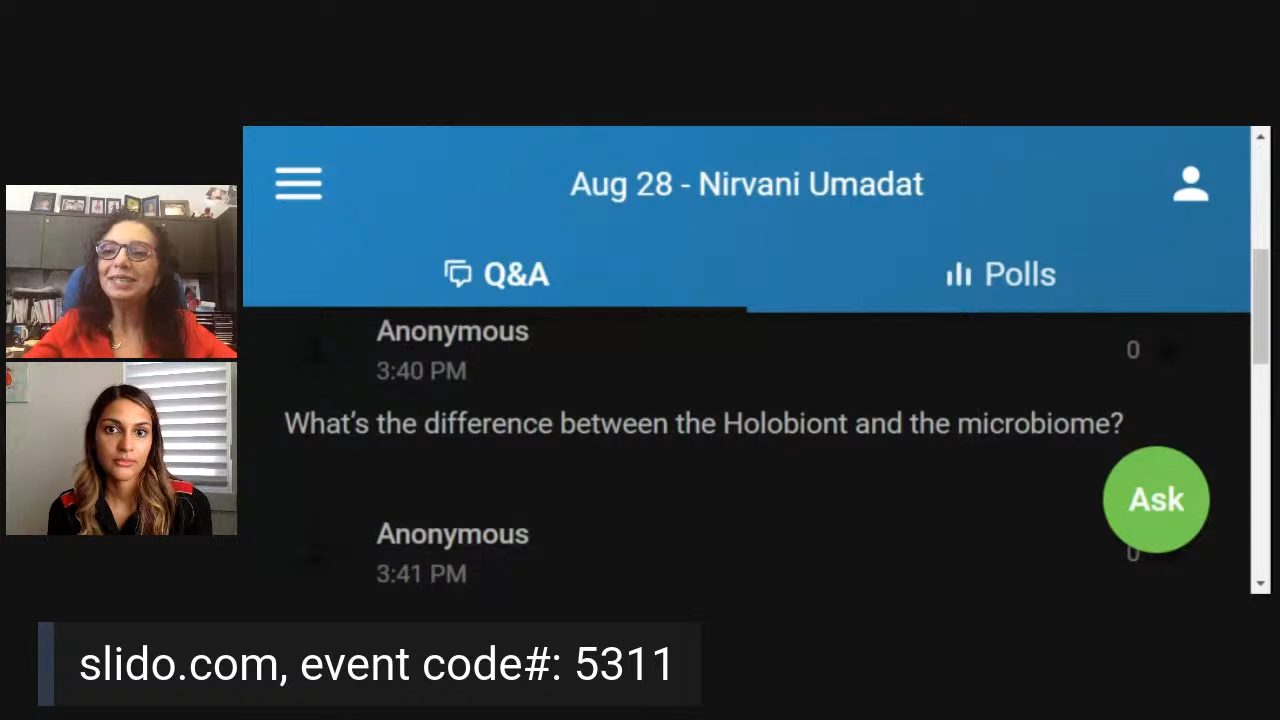 Aug 28 - Nirvani Umadat
Q&A
Polls
Anonymous
3:40 PM
0
What's the difference between the Holobiont and the microbiome?
Ask
Anonymous
3:41 PM
0
slido.com, event code#: 5311